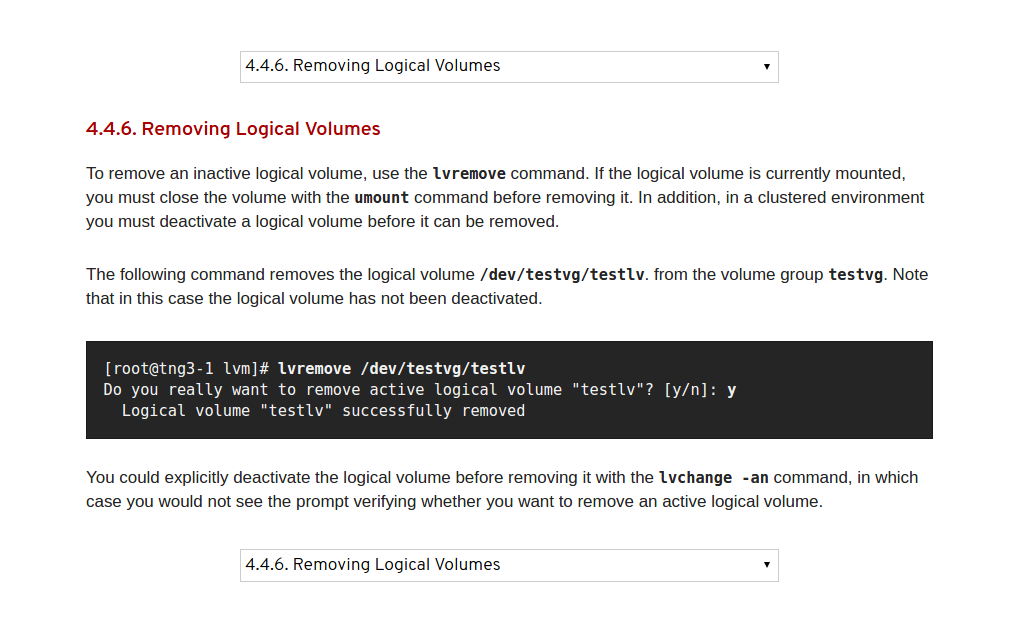 4.4.6. Removing Logical Volumes
4.4.6. Removing Logical Volumes
To remove an inactive logical volume, use the lvremove command. If the logical volume is currently mounted,
you must close the volume with the umount command before removing it. In addition, in a clustered environment
you must deactivate a logical volume before it can be removed.
The following command removes the logical volume /dev/testvg/testlv. from the volume group testvg. Note
that in this case the logical volume has not been deactivated.
[root@tng3-1 lvm]# lvremove /dev/testvg/testlv
Do you really want to remove active logical volume "testlv"? [y/n]: y
  Logical volume "testlv" successfully removed
You could explicitly deactivate the logical volume before removing it with the lvchange -an command, in which
case you would not see the prompt verifying whether you want to remove an active logical volume.
4.4.6. Removing Logical Volumes